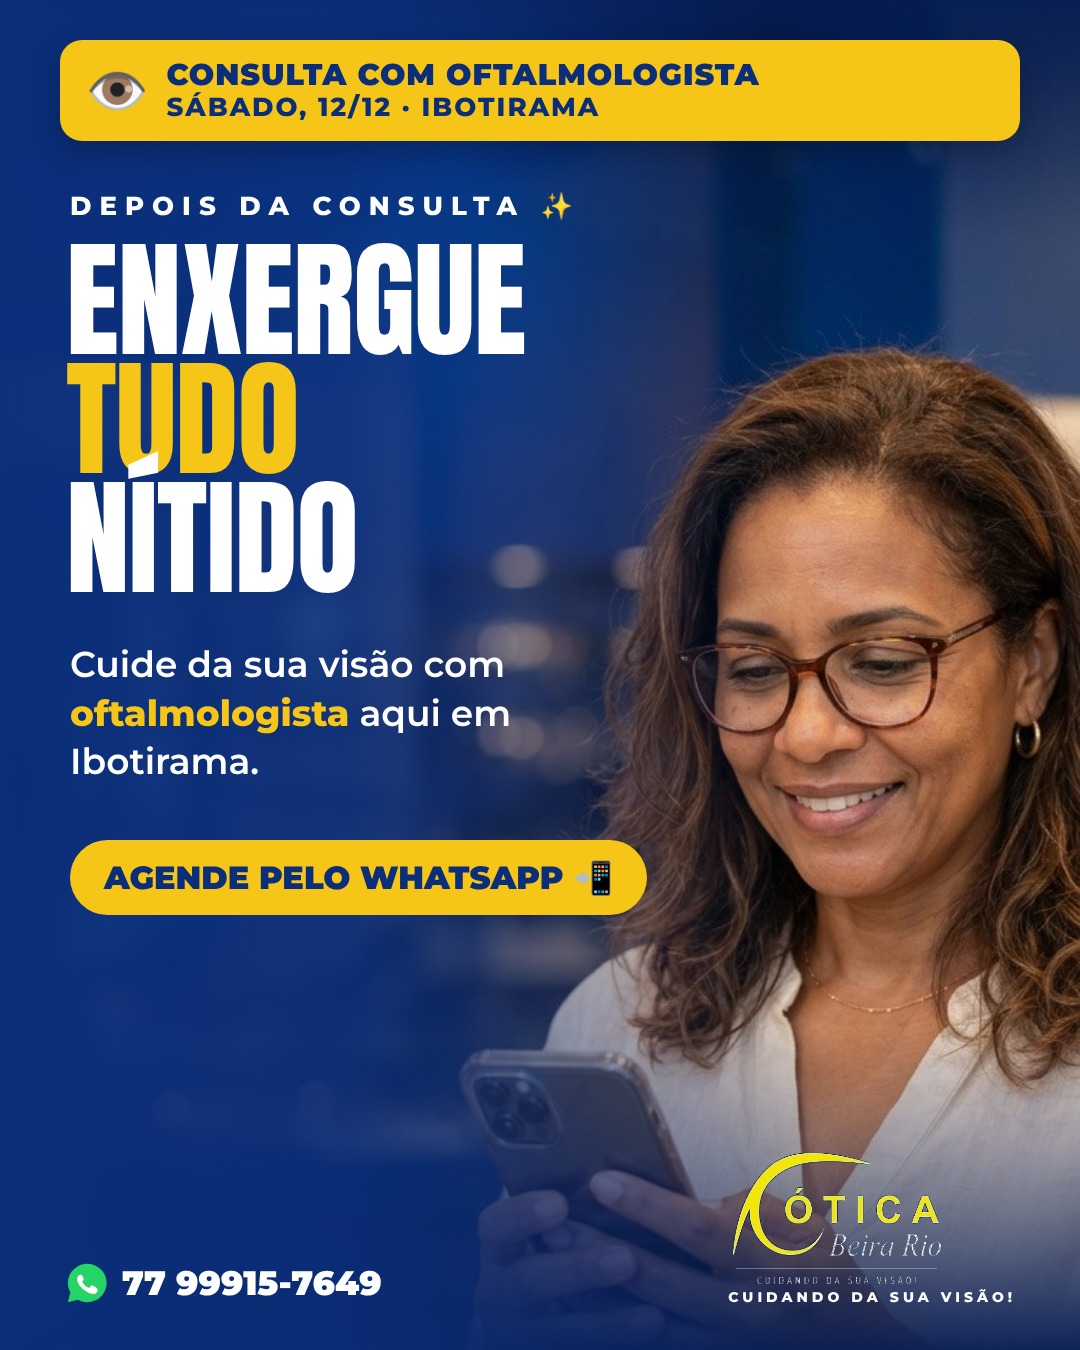 CONSULTA COM OFTALMOLOGISTA
SÁBADO, 12/12 · IBOTIRAMA
DEPOIS DA CONSULTA ✨
ENXERGUE
TUDO
NÍTIDO
Cuide da sua visão com
oftalmologista aqui em
Ibotirama.
AGENDE PELO WHATSAPP 📲
77 99915-7649
ÓTICA
Beira Rio
CUIDANDO DA SUA VISÃO!
CUIDANDO DA SUA VISÃO!